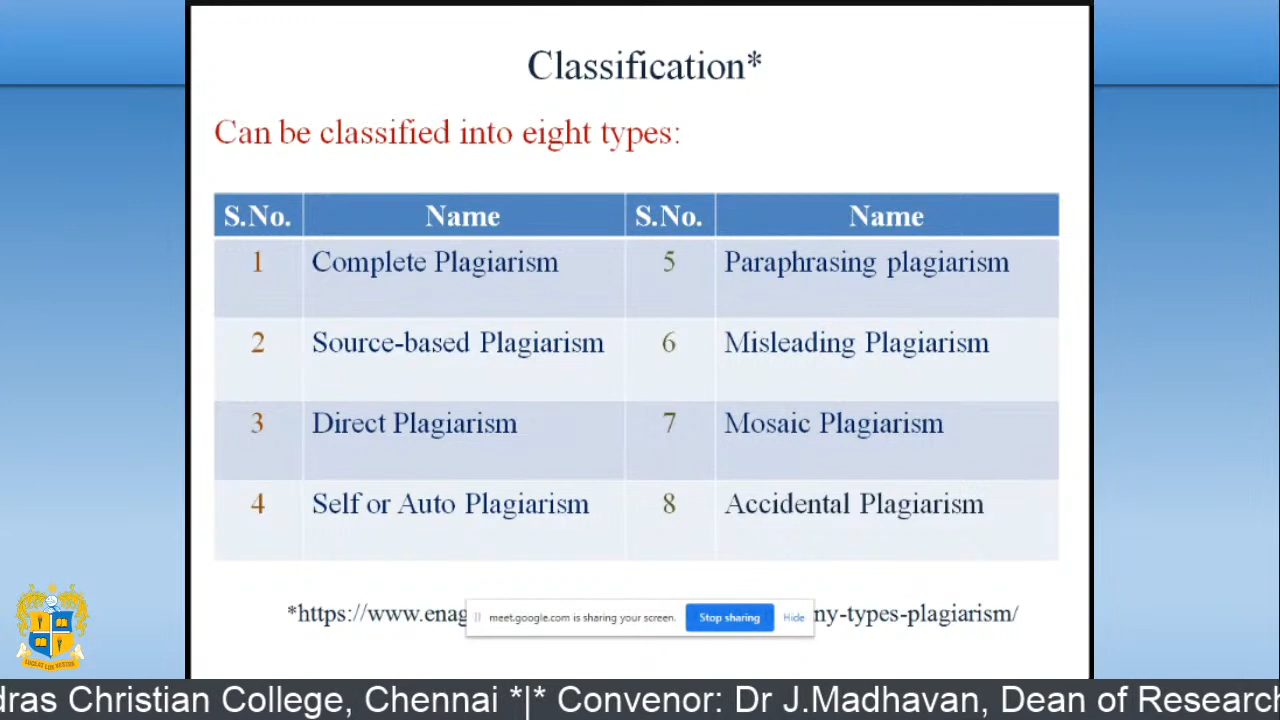 Classification*
Can be classified into eight types:
S.No. Name S.No. Name
1 Complete Plagiarism 5 Paraphrasing plagiarism
2 Source-based Plagiarism 6 Misleading Plagiarism
3 Direct Plagiarism 7 Mosaic Plagiarism
4 Self or Auto Plagiarism 8 Accidental Plagiarism
*https://www.enag ny-types-plagiarism/
meet.google.com is sharing your screen. Stop sharing Hide
dras Christian College, Chennai *|* Convenor: Dr J.Madhavan, Dean of Research